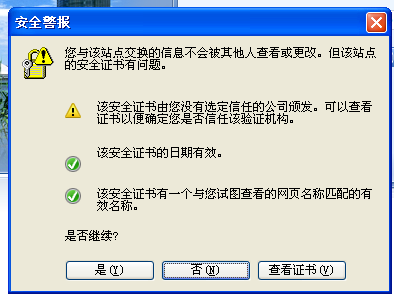 安全警报
您与该站点交换的信息不会被其他人查看或更改。但该站点
的安全证书有问题。
该安全证书由您没有选定信任的公司颁发。可以查看
证书以便确定您是否信任该验证机构。
该安全证书的日期有效。
该安全证书有一个与您试图查看的网页名称匹配的有
效名称。
是否继续?
是(Y) 否(N) 查看证书(V)